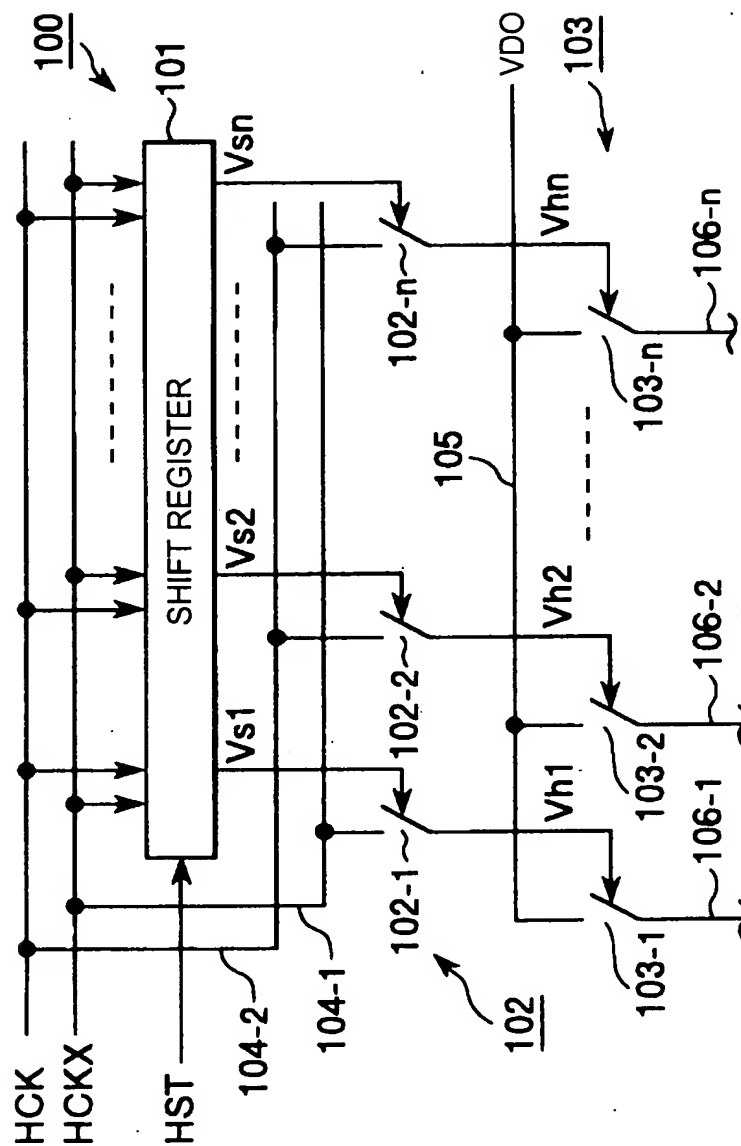 100
HCK
HCKX
101
HST
SHIFT REGISTER
Vs1
Vs2
Vsn
104-2
104-1
102-1
102-2
102-n
102
105
VDO
103
Vh1
Vh2
Vhn
103-1
103-2
103-n
106-1
106-2
106-n